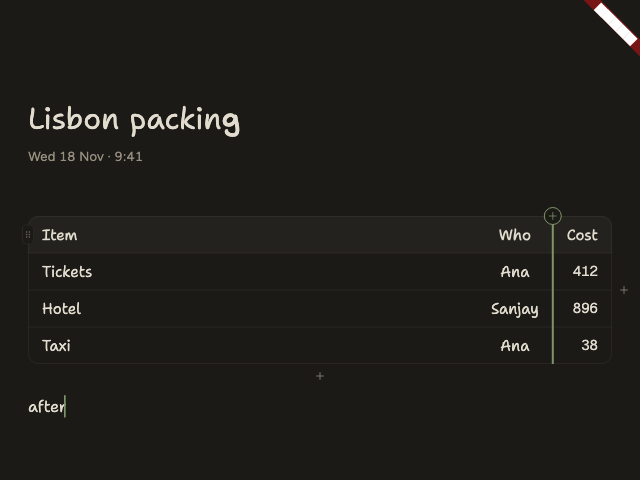 Lisbon packing
Wed 18 Nov · 9:41
Item Who Cost
Tickets Ana 412
Hotel Sanjay 896
Taxi Ana 38
after